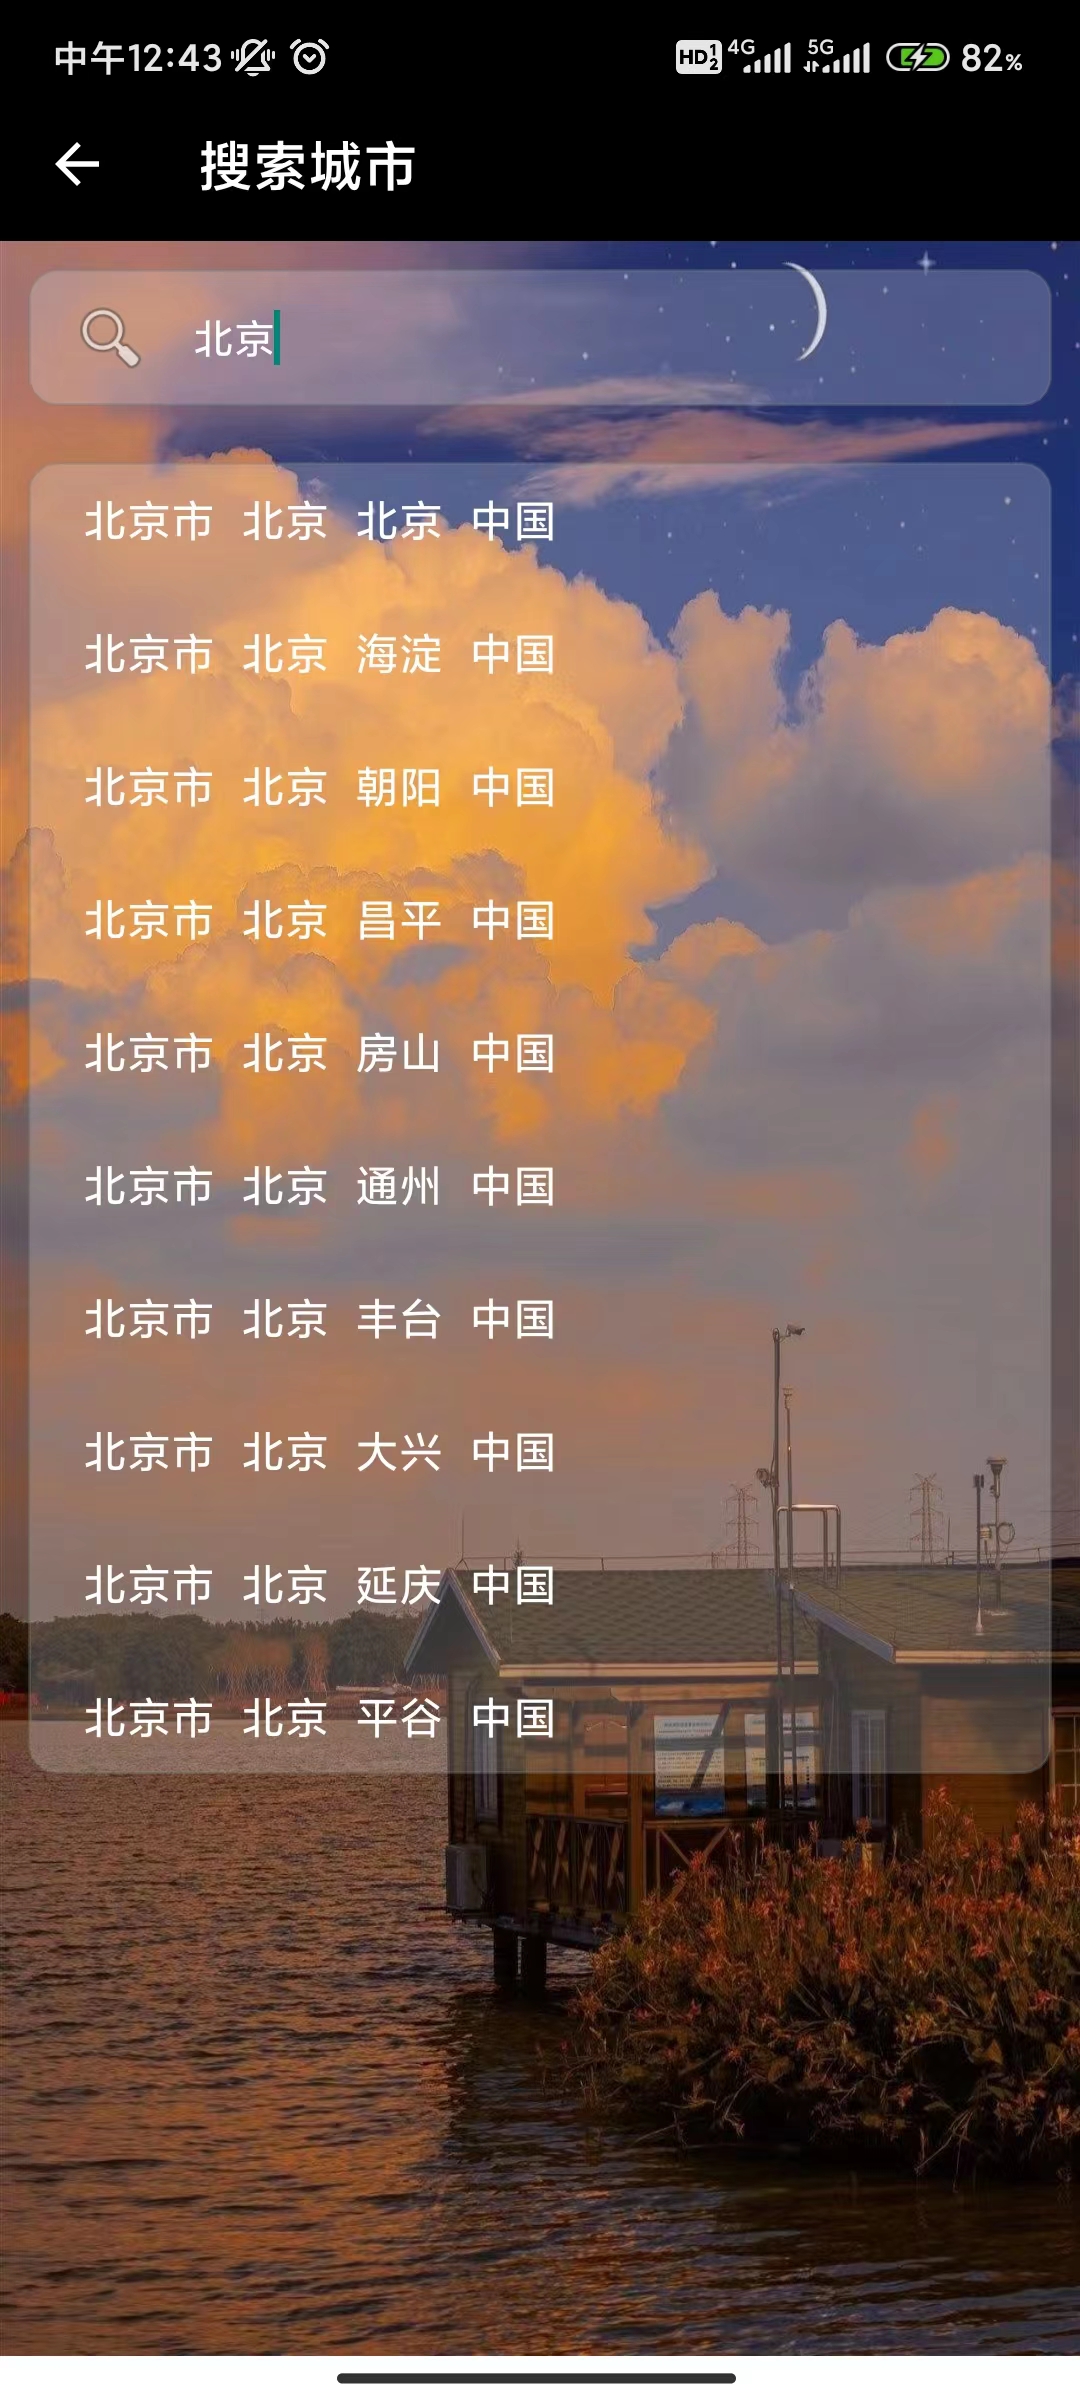 中午12:43 HD 1 2 4G 5G 82%
搜索城市
北京
北京市 北京 北京 中国
北京市 北京 海淀 中国
北京市 北京 朝阳 中国
北京市 北京 昌平 中国
北京市 北京 房山 中国
北京市 北京 通州 中国
北京市 北京 丰台 中国
北京市 北京 大兴 中国
北京市 北京 延庆 中国
北京市 北京 平谷 中国